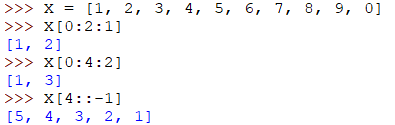 >>> X = [1, 2, 3, 4, 5, 6, 7, 8, 9, 0]
>>> X[0:2:1]
[1, 2]
>>> X[0:4:2]
[1, 3]
>>> X[4::-1]
[5, 4, 3, 2, 1]